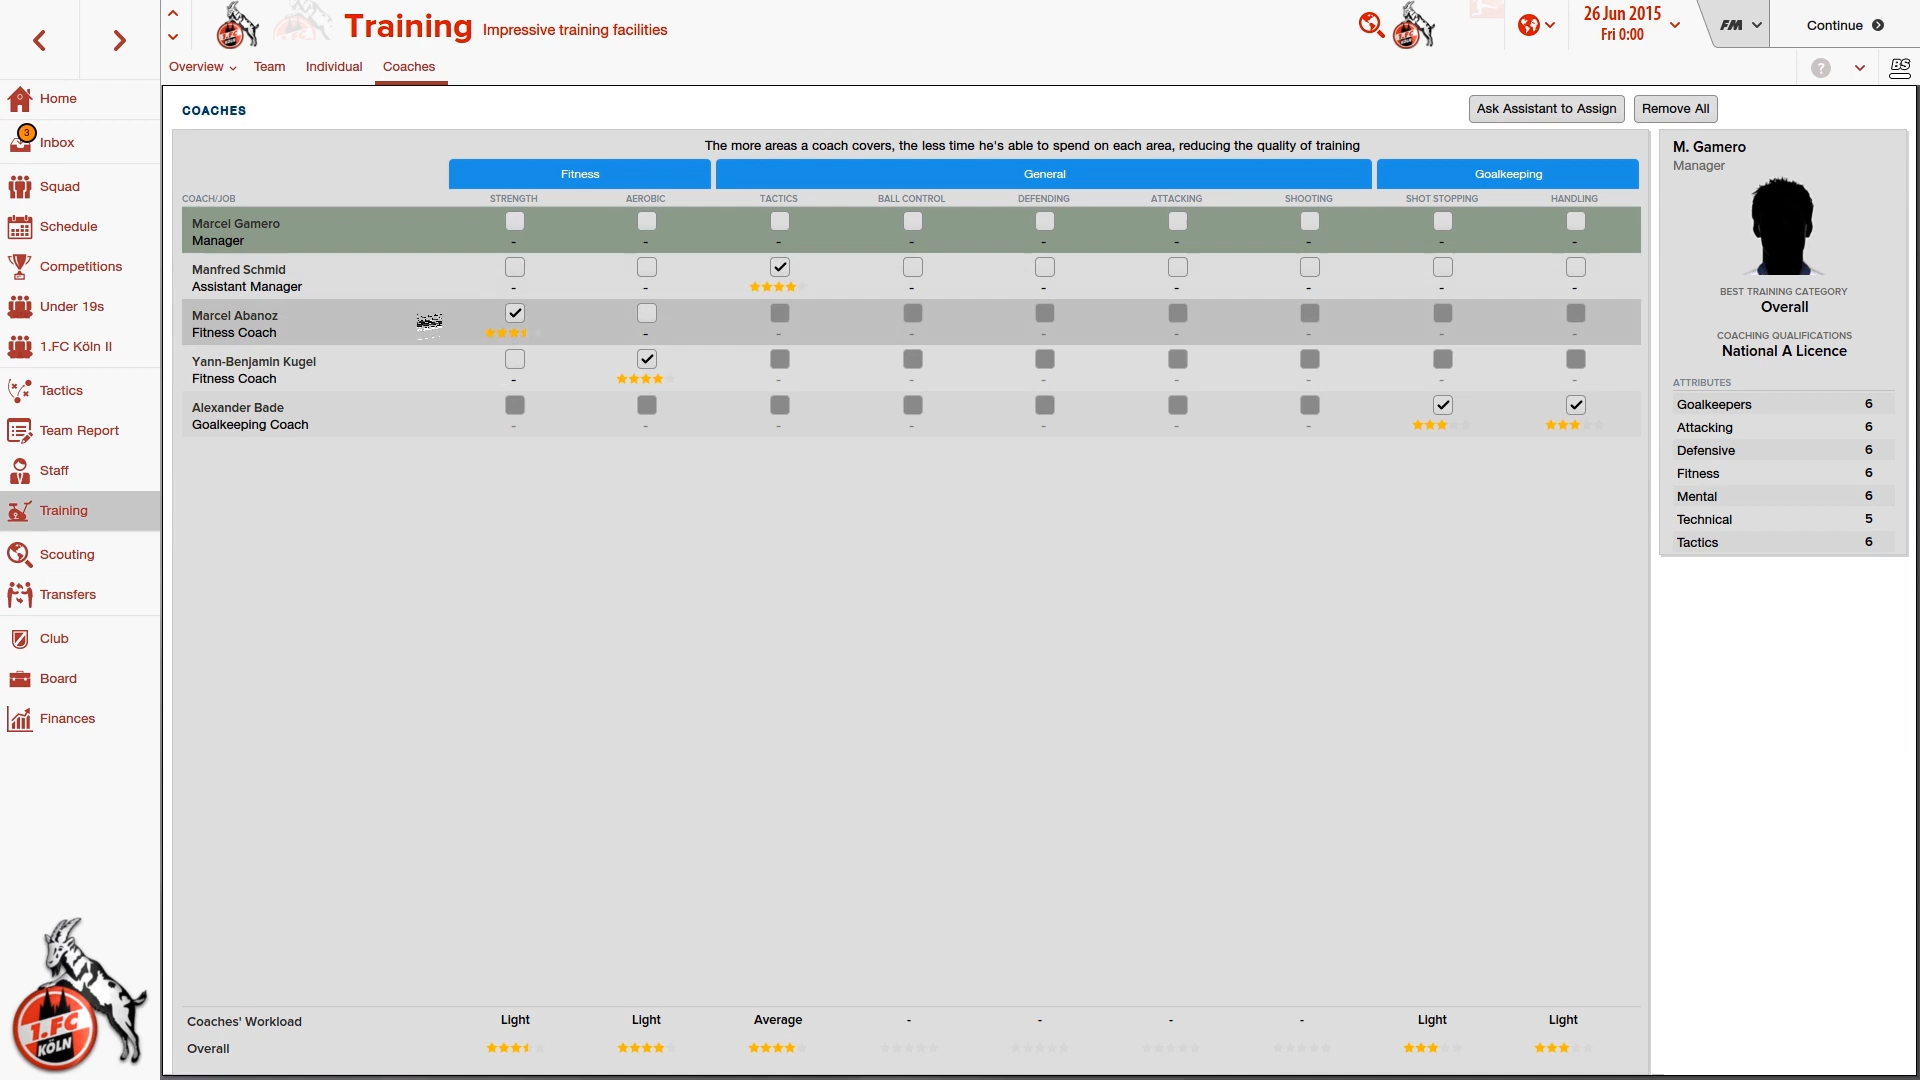 Training Impressive training facilities
26 Jun 2015
Fri 0:00
FM
Continue
Overview Team Individual Coaches
?
BS
Home
3
Inbox
Squad
Schedule
Competitions
Under 19s
1.FC Köln II
Tactics
Team Report
Staff
Training
Scouting
Transfers
Club
Board
Finances
1.FC
KÖLN
COACHES
Ask Assistant to Assign Remove All
The more areas a coach covers, the less time he's able to spend on each area, reducing the quality of training
Fitness General Goalkeeping
COACH/JOB STRENGTH AEROBIC TACTICS BALL CONTROL DEFENDING ATTACKING SHOOTING SHOT STOPPING HANDLING
Marcel Gamero
Manager - - - - - - - - -
Manfred Schmid
Assistant Manager - - - - - - - -
Marcel Abanoz
Fitness Coach - - - - - - - -
Yann-Benjamin Kugel
Fitness Coach - - - - - - - -
Alexander Bade
Goalkeeping Coach - - - - - - -
Coaches' Workload Light Light Average - - - - Light Light
Overall
M. Gamero
Manager
BEST TRAINING CATEGORY
Overall
COACHING QUALIFICATIONS
National A Licence
ATTRIBUTES
Goalkeepers 6
Attacking 6
Defensive 6
Fitness 6
Mental 6
Technical 5
Tactics 6